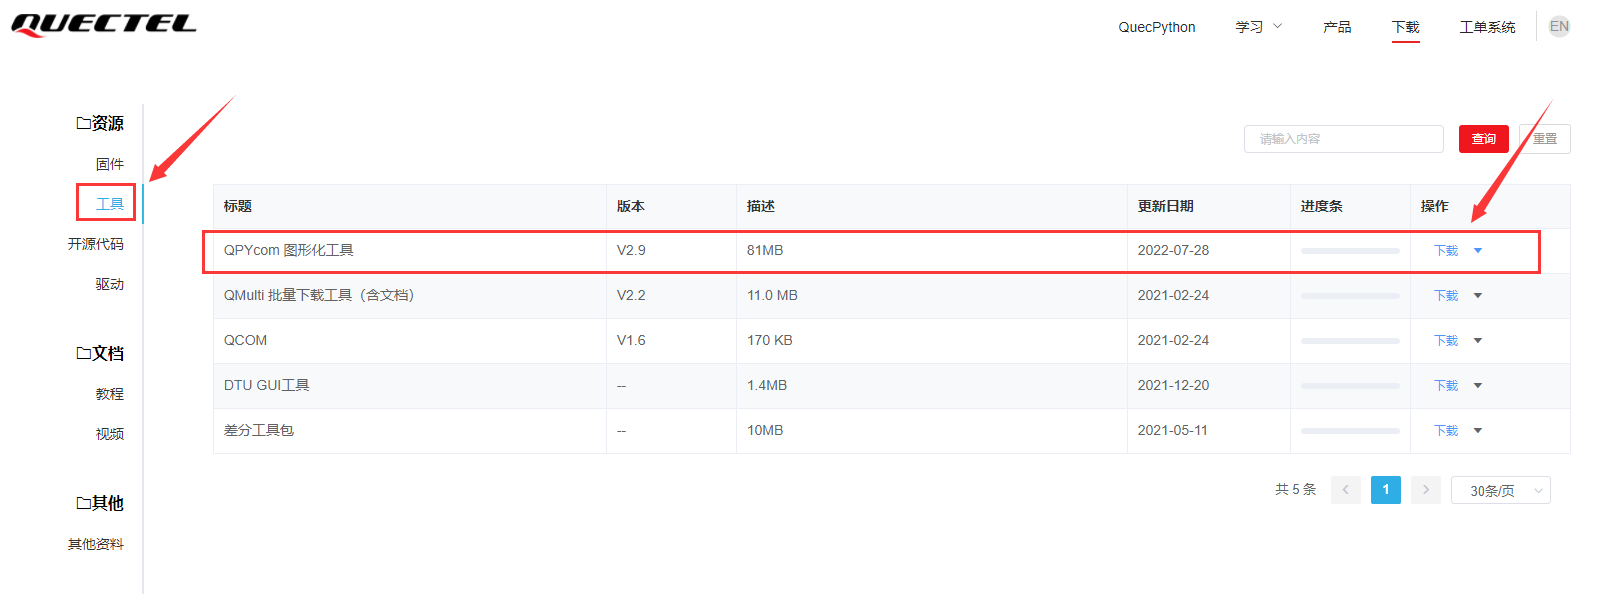 QUECTEL
QuecPython 学习 产品 下载 工单系统 EN
资源
固件
工具
开源代码
驱动
文档
教程
视频
其他
其他资料
请输入内容 查询 重置
标题 版本 描述 更新日期 进度条 操作
QPYcom 图形化工具 V2.9 81MB 2022-07-28 下载
QMulti 批量下载工具（含文档） V2.2 11.0 MB 2021-02-24 下载
QCOM V1.6 170 KB 2021-02-24 下载
DTU GUI工具 -- 1.4MB 2021-12-20 下载
差分工具包 -- 10MB 2021-05-11 下载
共 5 条 1 30条/页